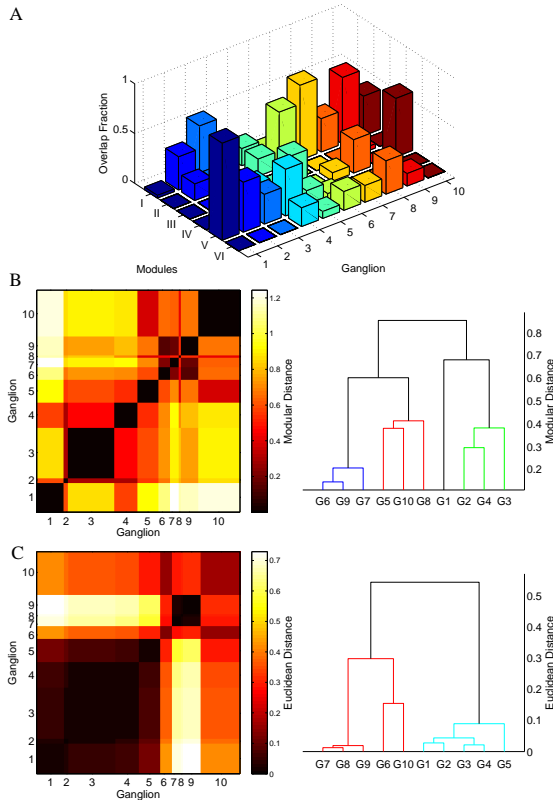 A
1
0.5
0
Overlap Fraction
I
II
III
IV
V
VI
Modules
1
2
3
4
5
6
7
8
9
10
Ganglion
B
10
9
8
7
6
5
4
3
2
1
Ganglion
1 2 3 4 5 6 7 8 9 10
Ganglion
1.2
1
0.8
0.6
0.4
0.2
Modular Distance
0.8
0.7
0.6
0.5
0.4
0.3
0.2
Modular Distance
G6 G9 G7 G5 G10 G8 G1 G2 G4 G3
C
10
9
8
7
6
5
4
3
2
1
Ganglion
1 2 3 4 5 6 7 8 9 10
Ganglion
0.7
0.6
0.5
0.4
0.3
0.2
0.1
0
Euclidean Distance
0.5
0.4
0.3
0.2
0.1
0
Euclidean Distance
G7 G8 G9 G6 G10 G1 G2 G3 G4 G5